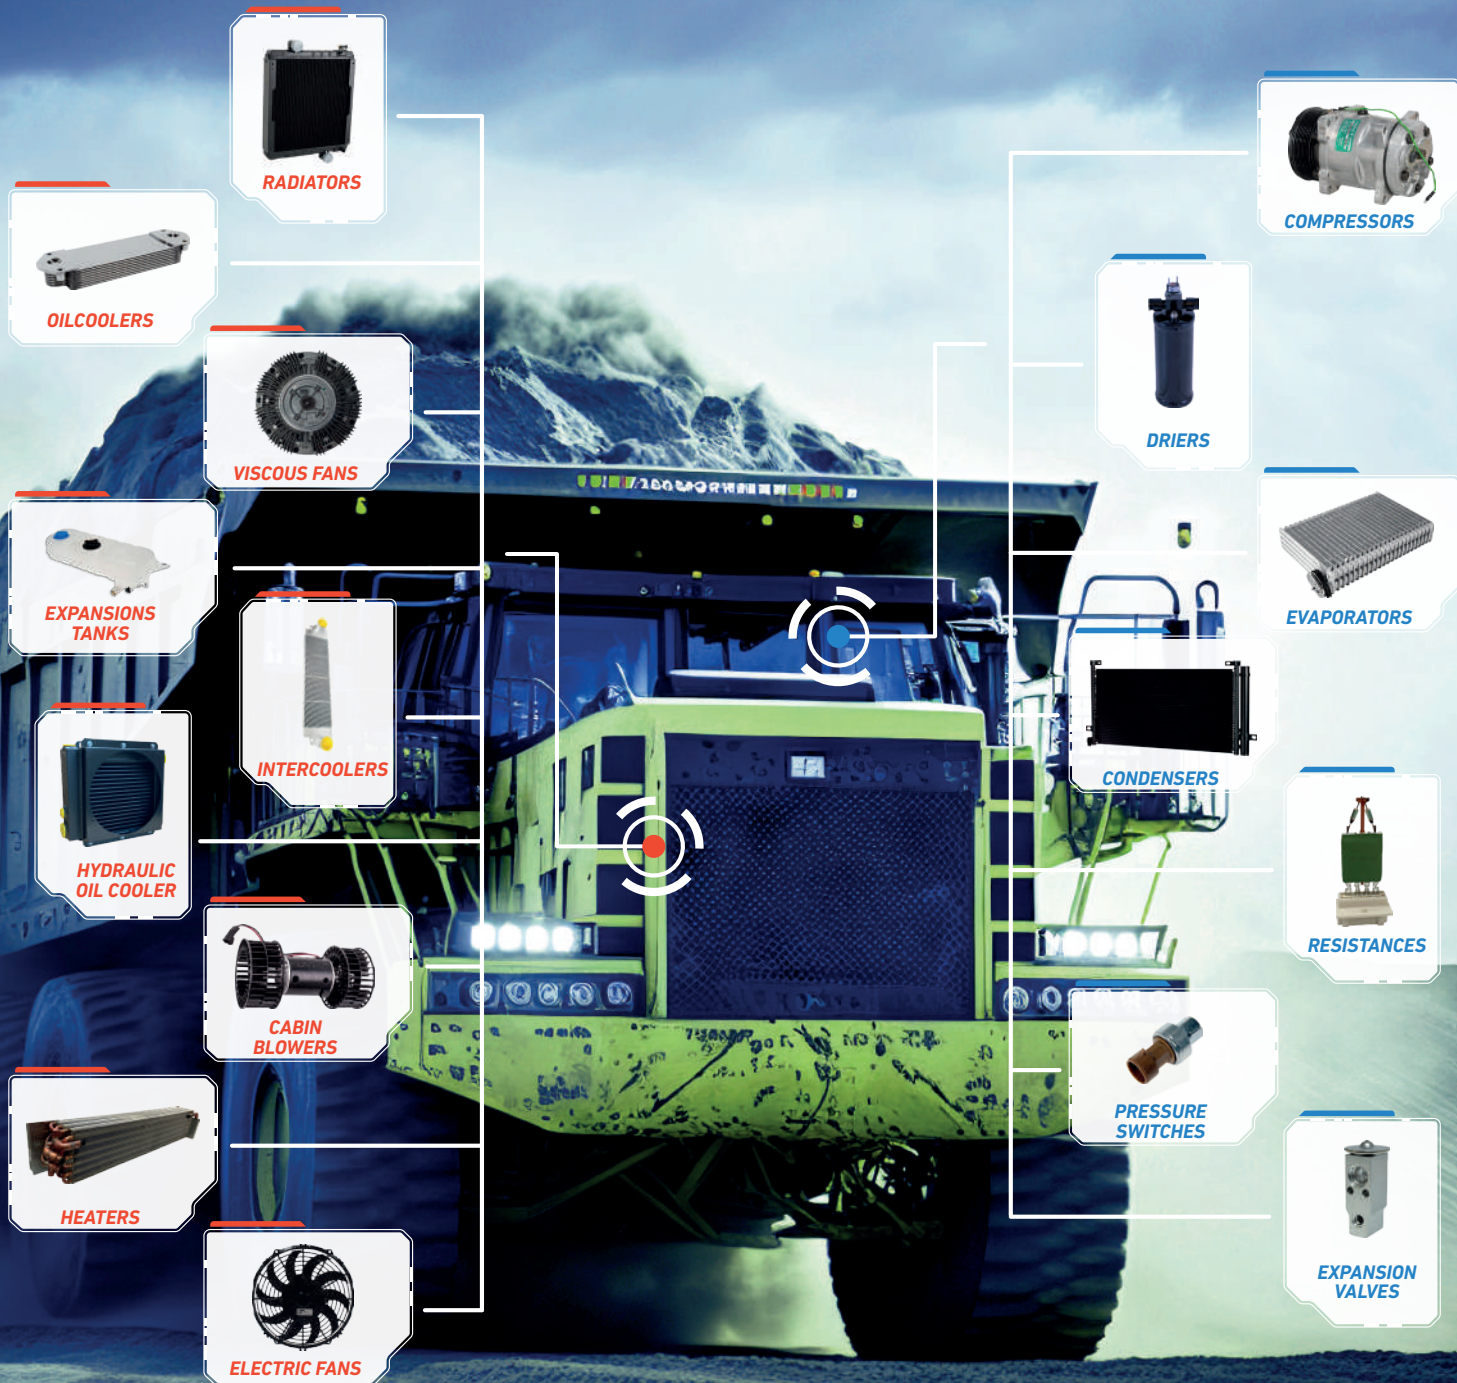 RADIATORS
OILCOOLERS
VISCOUS FANS
EXPANSIONS
TANKS
INTERCOOLERS
HYDRAULIC
OIL COOLER
CABIN
BLOWERS
HEATERS
ELECTRIC FANS
COMPRESSORS
DRIERS
EVAPORATORS
CONDENSERS
RESISTANCES
PRESSURE
SWITCHES
EXPANSION
VALVES